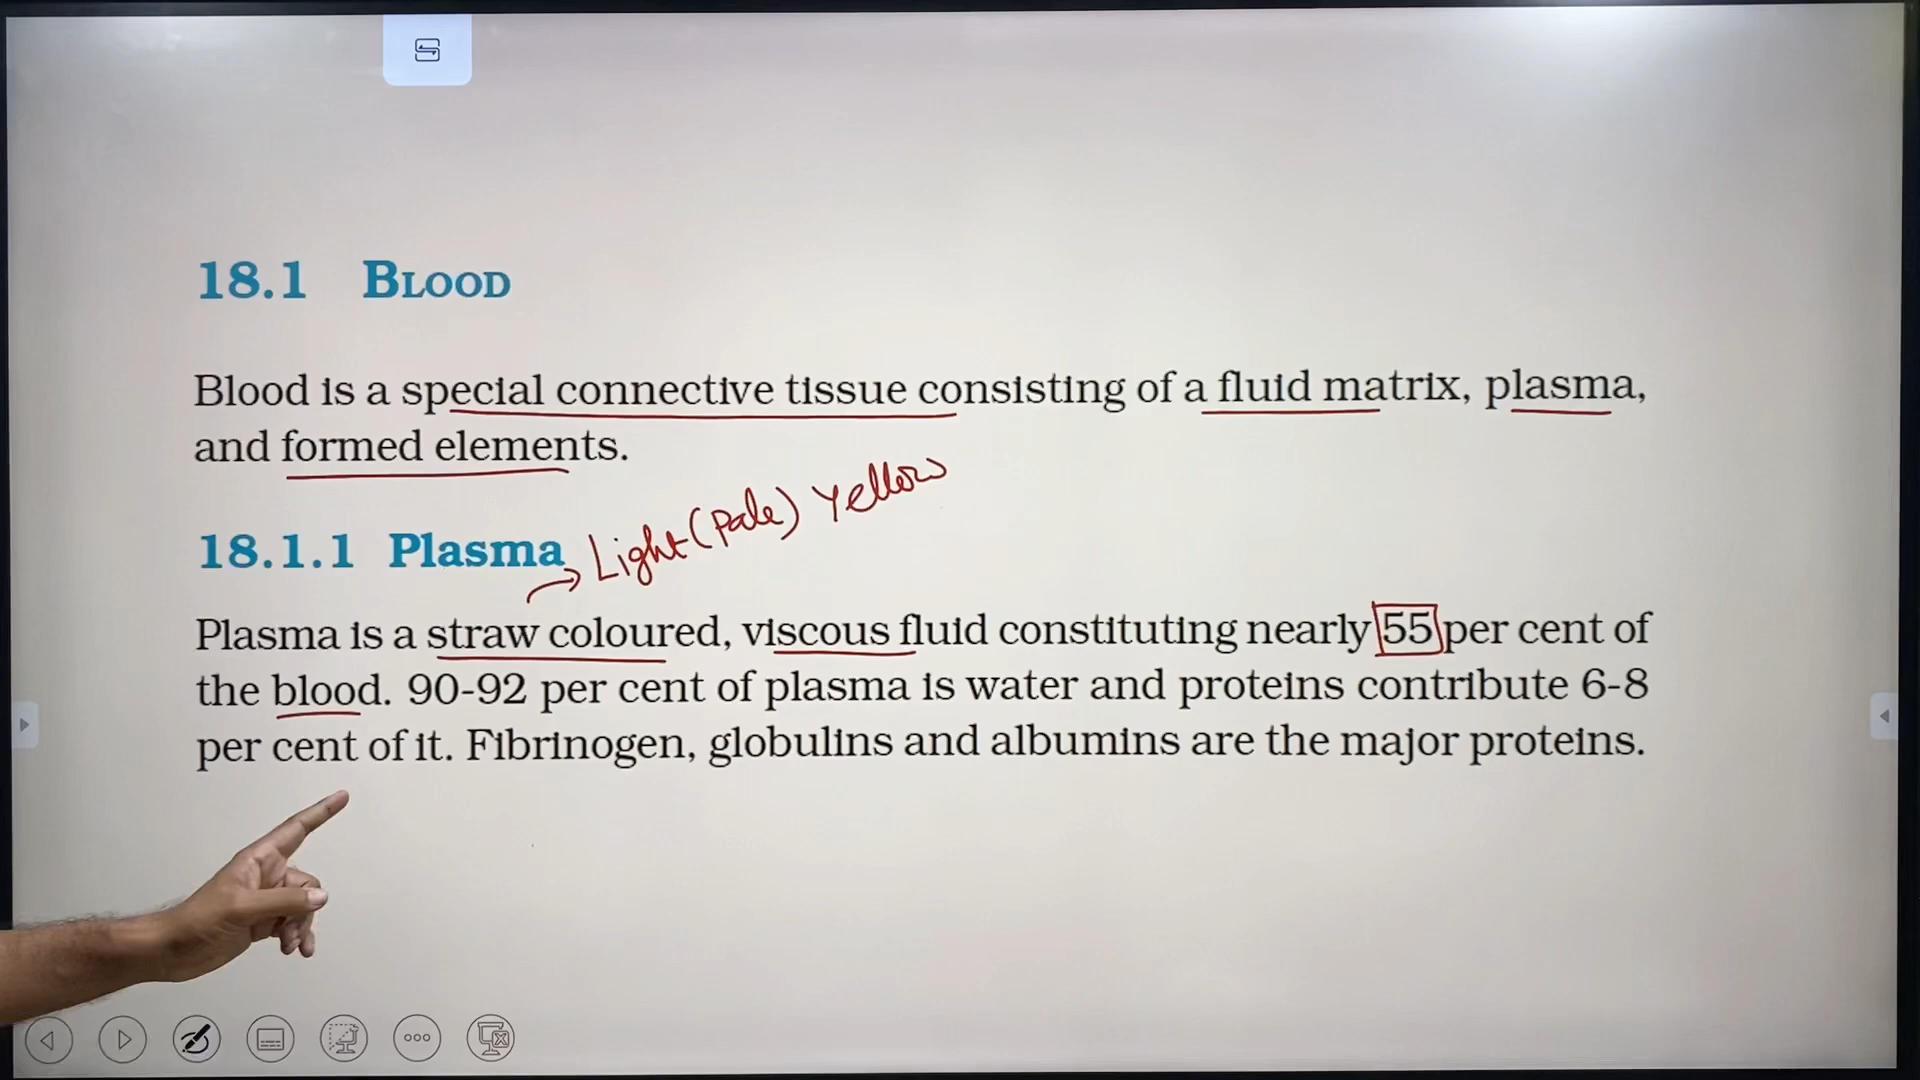 18.1 BLOOD
Blood is a special connective tissue consisting of a fluid matrix, plasma,
and formed elements.
Light (Pale) Yellow
18.1.1 Plasma
Plasma is a straw coloured, viscous fluid constituting nearly 55 per cent of
the blood. 90-92 per cent of plasma is water and proteins contribute 6-8
per cent of it. Fibrinogen, globulins and albumins are the major proteins.